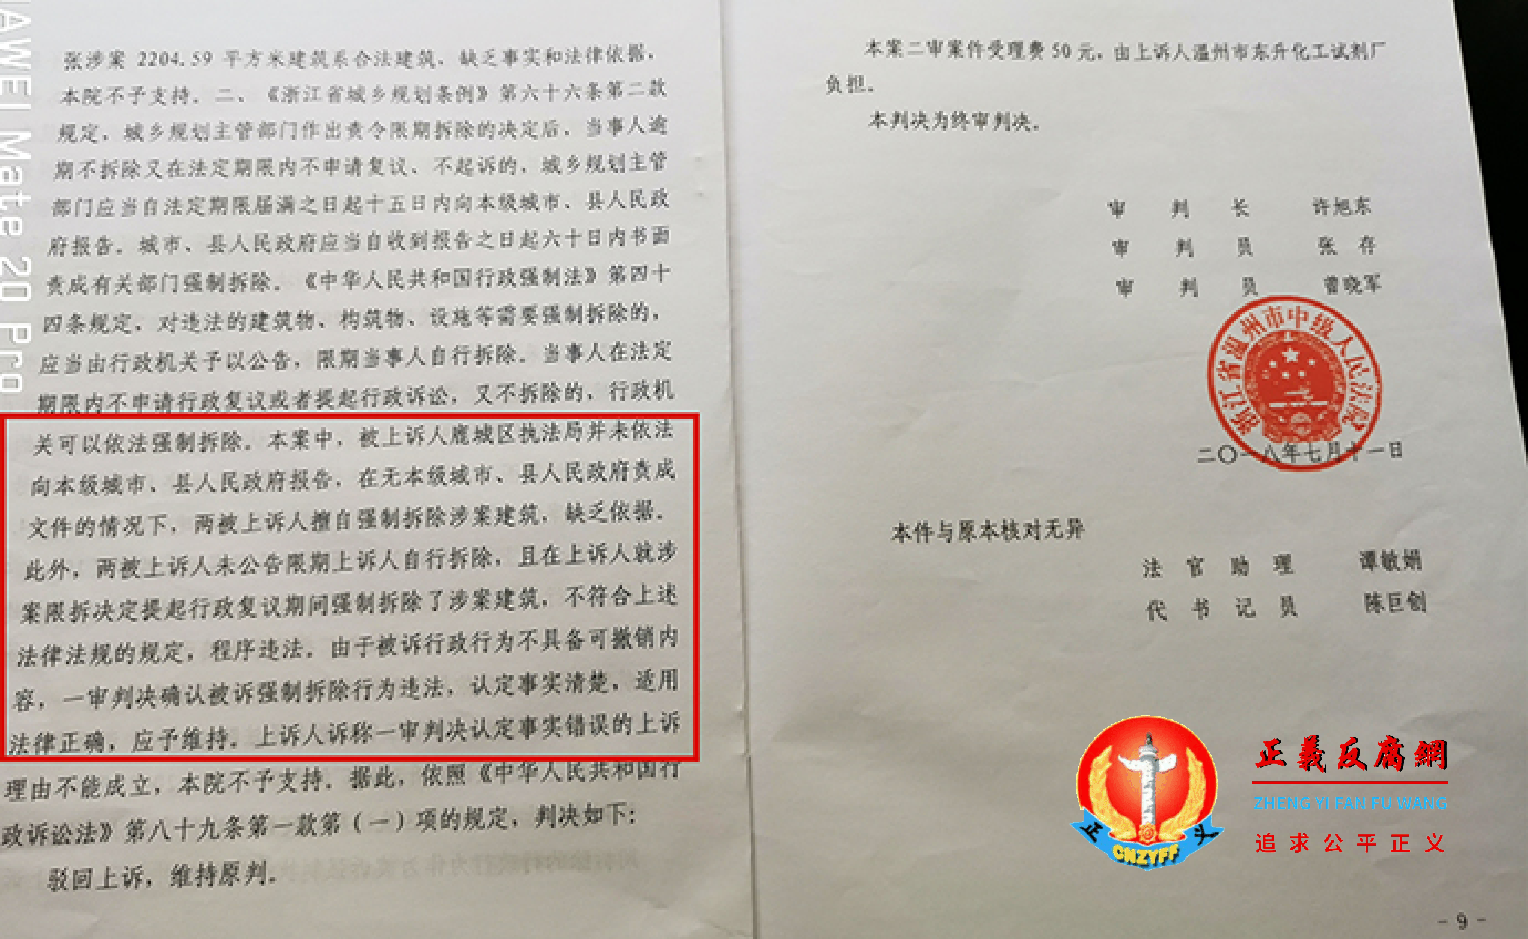 张涉案 2204.59 平方米建筑系合法建筑，缺乏事实和法律依据，
本院不予支持。二、《浙江省城乡规划条例》第六十六条第二款
规定，城乡规划主管部门作出责令限期拆除的决定后，当事人逾
期不拆除又在法定期限内不申请复议、不起诉的，城乡规划主管
部门应当自法定期限届满之日起十五日内向本级城市、县人民政
府报告。城市、县人民政府应当自收到报告之日起六十日内书面
责成有关部门强制拆除。《中华人民共和国行政强制法》第四十
四条规定，对违法的建筑物、构筑物、设施等需要强制拆除的，
应当由行政机关予以公告，限期当事人自行拆除。当事人在法定
期限内不申请行政复议或者提起行政诉讼，又不拆除的，行政机
关可以依法强制拆除。本案中，被上诉人鹿城区执法局并未依法
向本级城市、县人民政府报告，在无本级城市、县人民政府责成
文件的情况下，两被上诉人擅自强制拆除涉案建筑，缺乏依据。
此外，两被上诉人未公告限期上诉人自行拆除，且在上诉人就涉
案限拆决定提起行政复议期间强制拆除了涉案建筑，不符合上述
法律法规的规定，程序违法。由于被诉行政行为不具备可撤销内
容，一审判决确认被诉强制拆除行为违法，认定事实清楚，适用
法律正确，应予维持。上诉人诉称一审判决认定事实错误的上诉
理由不能成立，本院不予支持。据此，依照《中华人民共和国行
政诉讼法》第八十九条第一款第（一）项的规定，判决如下：
驳回上诉，维持原判。
本案二审案件受理费 50 元，由上诉人温州市东升化工试剂厂
负担。
本判决为终审判决。
审 判 长 许旭东
审 判 员 张 存
审 判 员 曹晓军
浙江省温州市中级人民法院
二〇一八年七月十一日
本件与原本核对无异
法 官 助 理 谭敏娟
代 书 记 员 陈巨创
正 义
CNZYFF
正義反腐網
ZHENG YI FAN FU WANG
追求公平正义
- 9 -
AWEI Mate 20 Pro